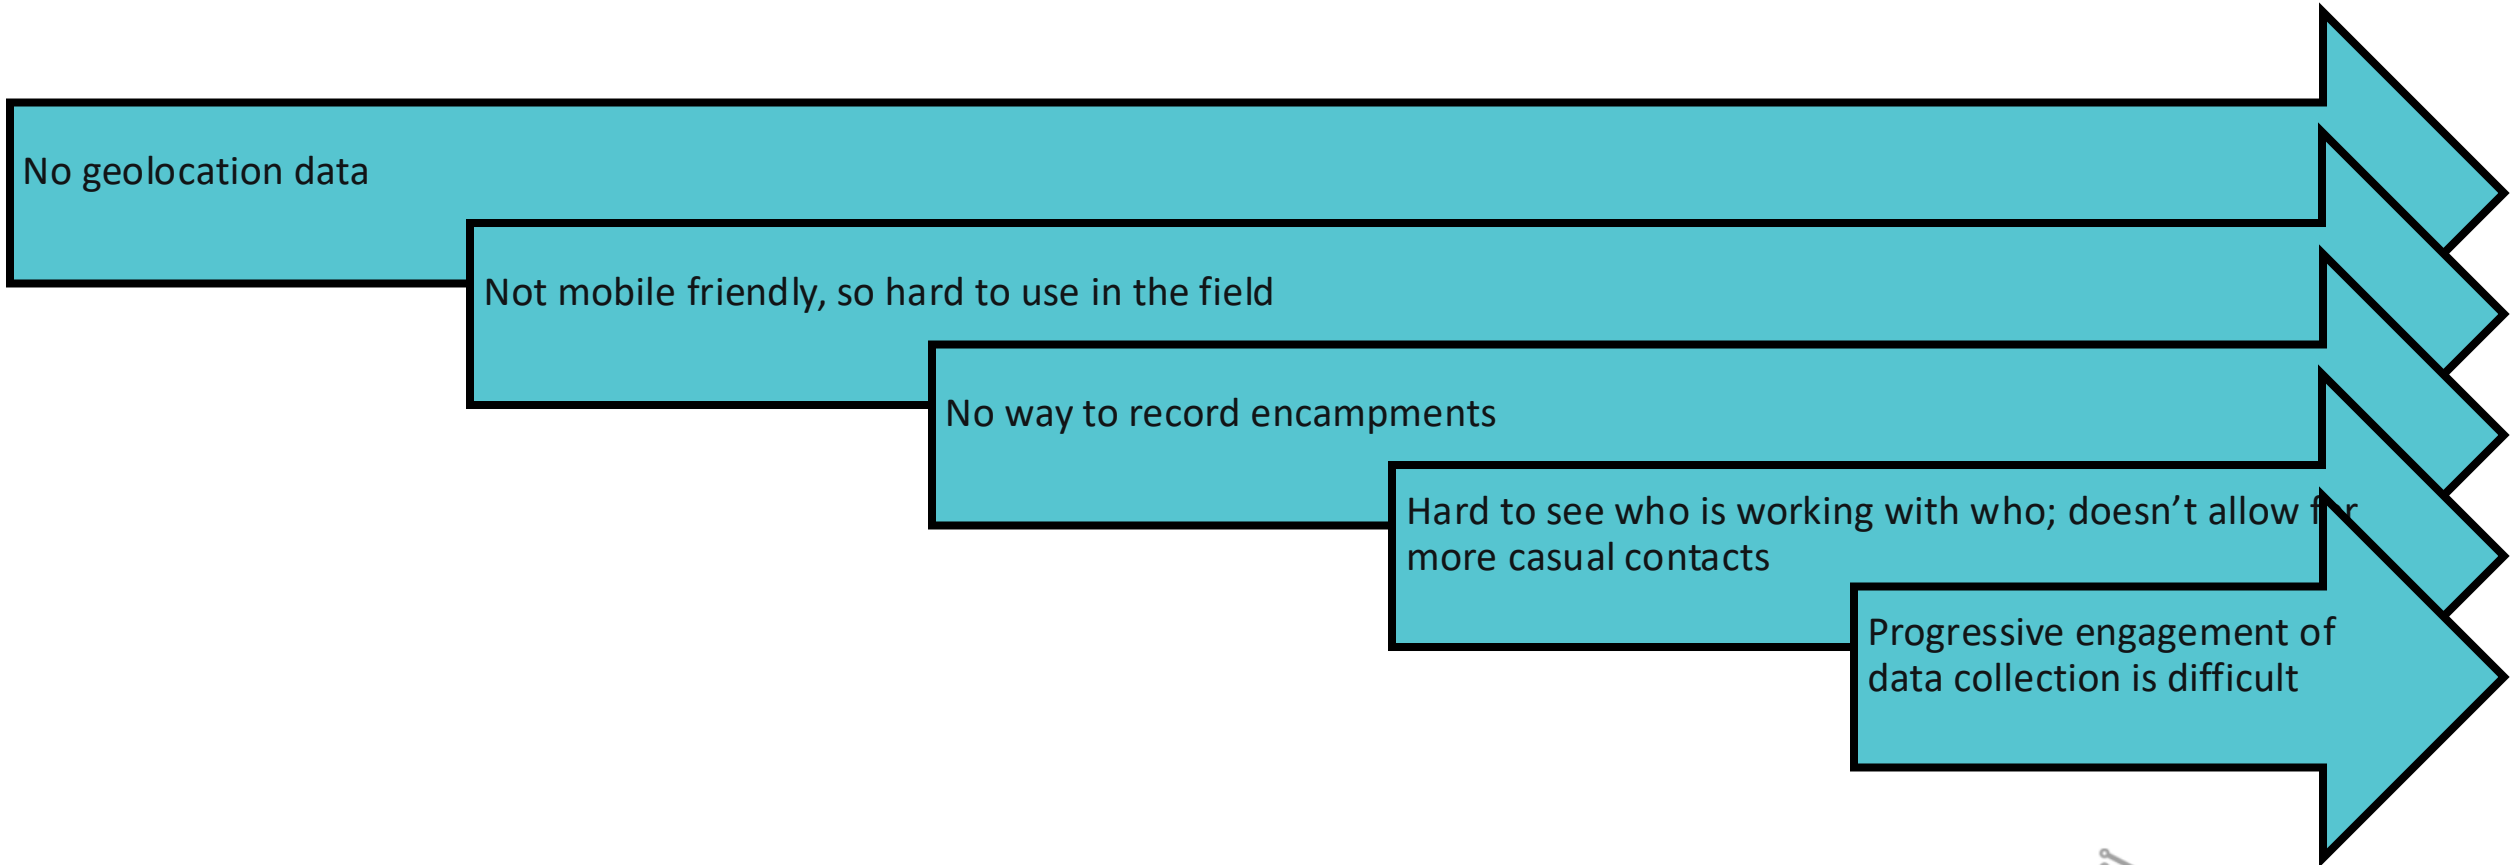 No geolocation data
Not mobile friendly, so hard to use in the field
No way to record encampments
Hard to see who is working with who; doesn’t allow for
more casual contacts
Progressive engagement of
data collection is difficult